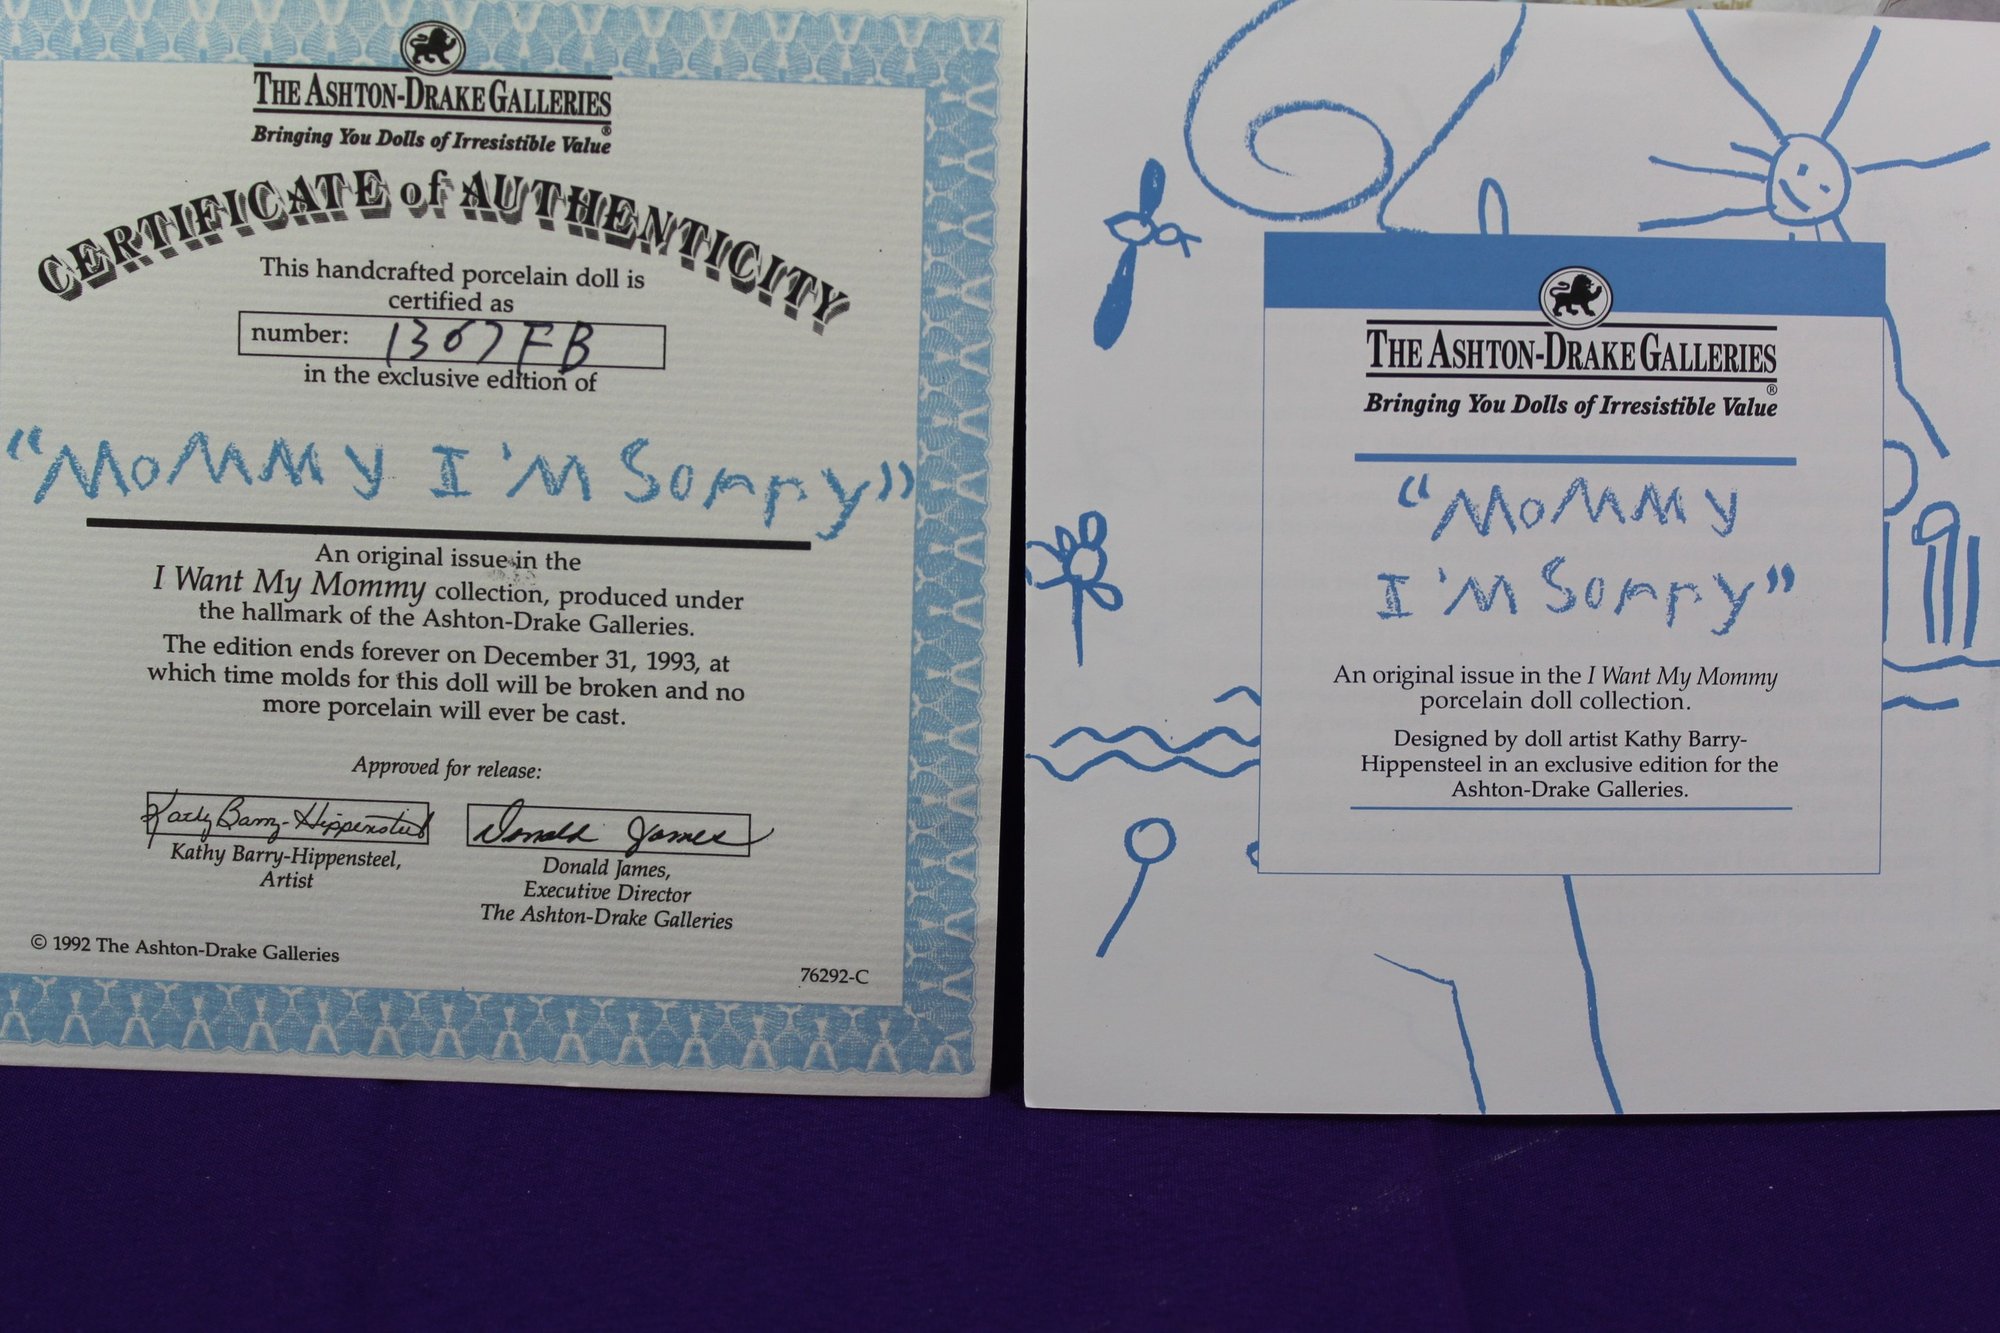 THE ASHTON-DRAKE GALLERIES
Bringing You Dolls of Irresistible Value®
CERTIFICATE of AUTHENTICITY
This handcrafted porcelain doll is
certified as
number: 1367FB
in the exclusive edition of
"MOMMY I'M SORRY"
An original issue in the
I Want My Mommy collection, produced under
the hallmark of the Ashton-Drake Galleries.
The edition ends forever on December 31, 1993, at
which time molds for this doll will be broken and no
more porcelain will ever be cast.
Approved for release:
Kathy Barry-Hippensteel
Donald James
Kathy Barry-Hippensteel,
Artist
Donald James,
Executive Director
The Ashton-Drake Galleries
© 1992 The Ashton-Drake Galleries
76292-C
THE ASHTON-DRAKE GALLERIES
®
Bringing You Dolls of Irresistible Value
"MOMMY
I'M SORRY"
An original issue in the I Want My Mommy
porcelain doll collection.
Designed by doll artist Kathy Barry-
Hippensteel in an exclusive edition for the
Ashton-Drake Galleries.